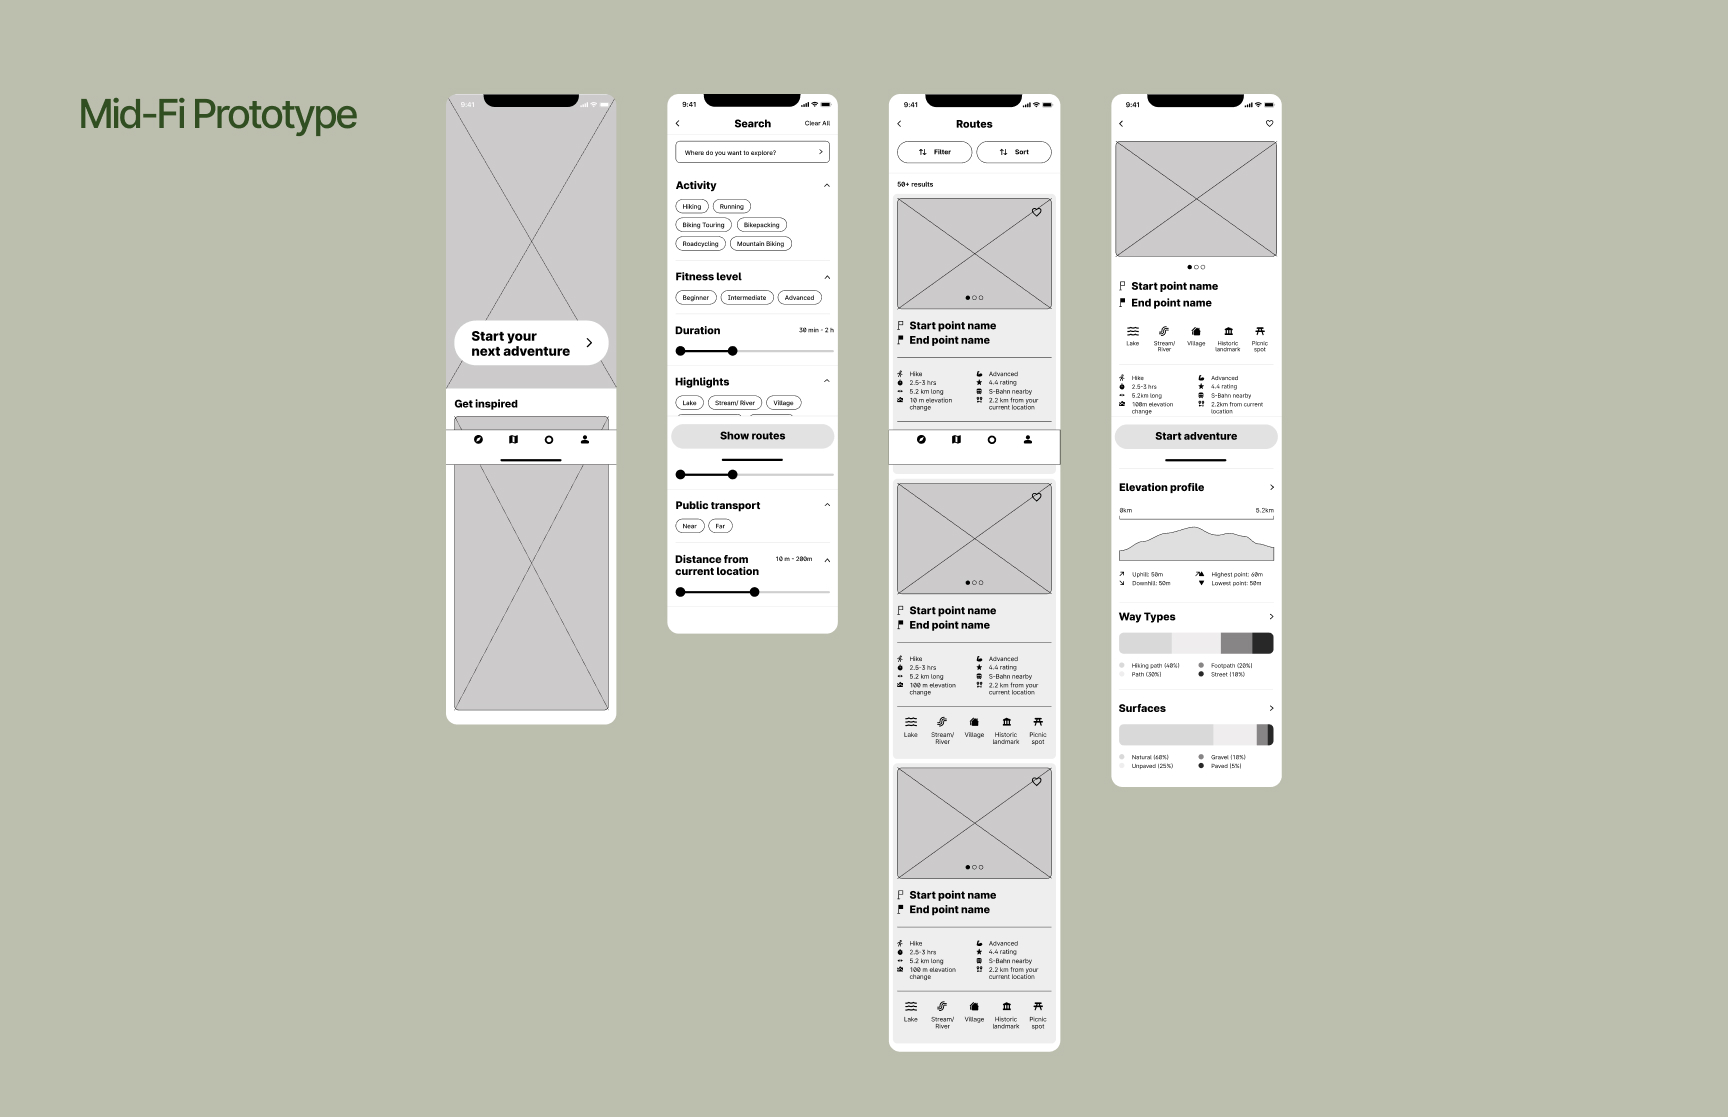 Mid-Fi Prototype
9:41
Start your
next adventure
Get inspired
9:41
Search
Clear All
Where do you want to explore?
Activity
Hiking
Running
Biking Touring
Bikepacking
Roadcycling
Mountain Biking
Fitness level
Beginner
Intermediate
Advanced
Duration
30 min - 2 h
Highlights
Lake
Stream/ River
Village
Show routes
Public transport
Near
Far
Distance from
current location
10 m - 200m
9:41
Routes
Filter
Sort
50+ results
Start point name
End point name
Hike
2.5-3 hrs
5.2 km long
10 m elevation
change
Advanced
4.4 rating
S-Bahn nearby
2.2 km from your
current location
Start point name
End point name
Hike
2.5-3 hrs
5.2 km long
100 m elevation
change
Advanced
4.4 rating
S-Bahn nearby
2.2 km from your
current location
Lake
Stream/
River
Village
Historic
landmark
Picnic
spot
Start point name
End point name
Hike
2.5-3 hrs
5.2 km long
100 m elevation
change
Advanced
4.4 rating
S-Bahn nearby
2.2 km from your
current location
Lake
Stream/
River
Village
Historic
landmark
Picnic
spot
9:41
Start point name
End point name
Lake
Stream/
River
Village
Historic
landmark
Picnic
spot
Hike
2.5-3 hrs
5.2km long
100m elevation
change
Advanced
4.4 rating
S-Bahn nearby
2.2km from current
location
Start adventure
Elevation profile
0km
5.2km
Uphill: 50m
Downhill: 50m
Highest point: 60m
Lowest point: 50m
Way Types
Hiking path (40%)
Path (30%)
Footpath (20%)
Street (10%)
Surfaces
Natural (60%)
Unpaved (25%)
Gravel (10%)
Paved (5%)